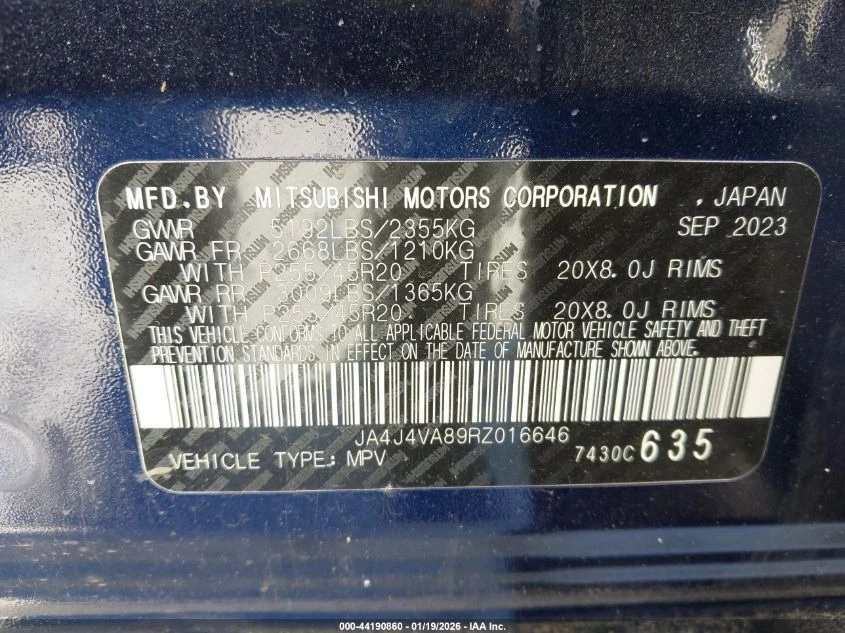 MFD.BY MITSUBISHI MOTORS CORPORATION , JAPAN
GVWR 5192LBS/2355KG SEP 2023
GAWR FR 2668LBS/1210KG
WITH P255/45R20 TIRES 20X8.0J RIMS
GAWR RR 3009LBS/1365KG
WITH P255/45R20 TIRES 20X8.0J RIMS
THIS VEHICLE CONFORMS TO ALL APPLICABLE FEDERAL MOTOR VEHICLE SAFETY AND THEFT
PREVENTION STANDARDS IN EFFECT ON THE DATE OF MANUFACTURE SHOWN ABOVE.
JA4J4VA89RZ016646
VEHICLE TYPE: MPV 7430C 635
000-44190860 - 01/19/2026 - IAA Inc.